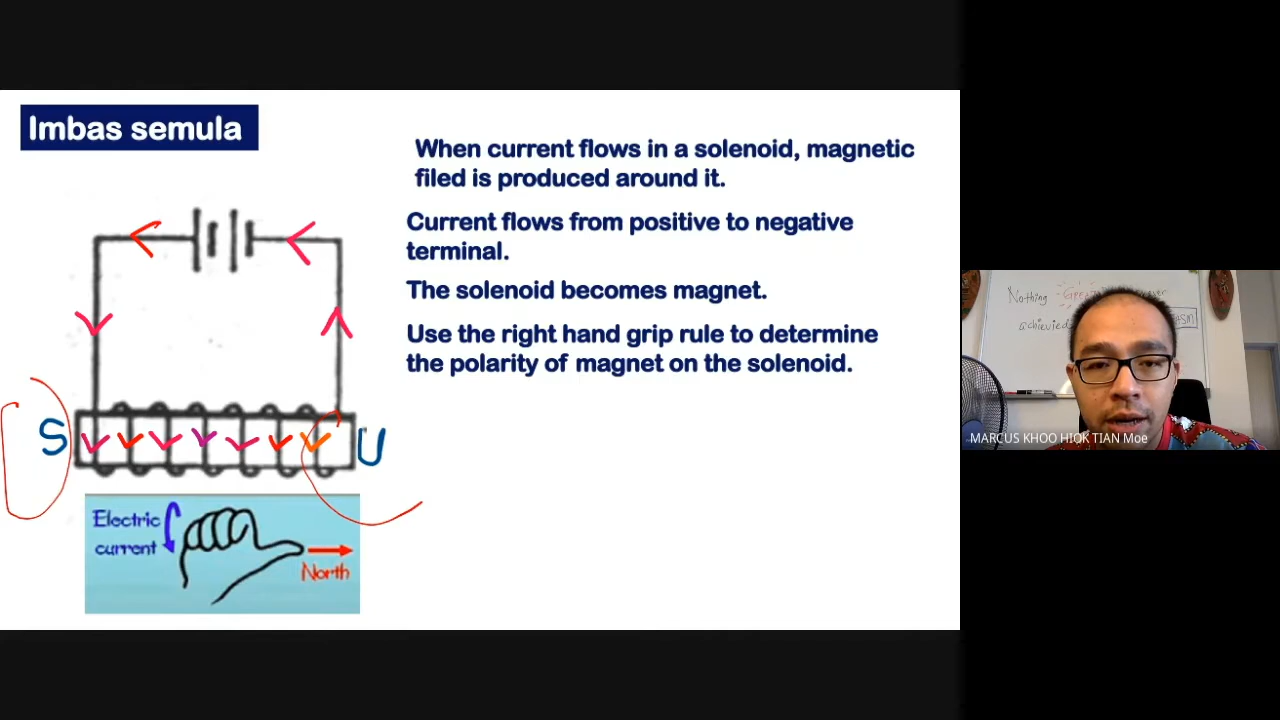 Imbas semula
When current flows in a solenoid, magnetic
filed is produced around it.
Current flows from positive to negative
terminal.
The solenoid becomes magnet.
Use the right hand grip rule to determine
the polarity of magnet on the solenoid.
S
U
Electric
current
North
Nothing
achieved
MARCUS KHOO HIOK TIAN Moe